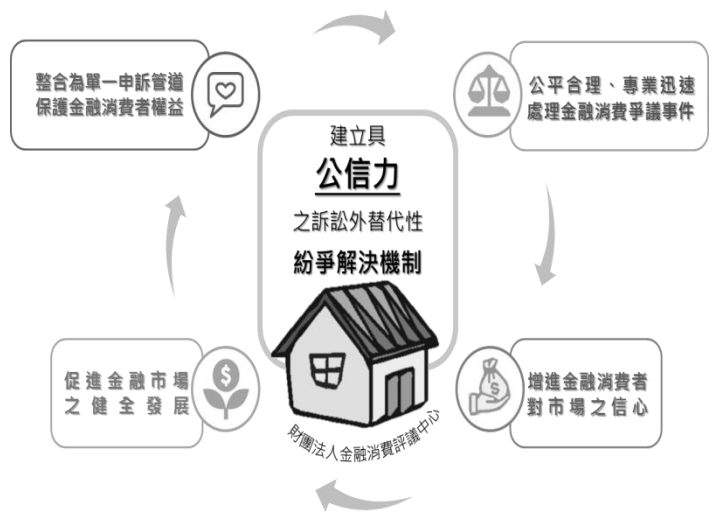 整合為單一申訴管道
保護金融消費者權益
公平合理、專業迅速
處理金融消費爭議事件
建立具
公信力
之訴訟外替代性
紛爭解決機制
促進金融市場
之健全發展
$
$
增進金融消費者
對市場之信心
財團法人金融消費評議中心